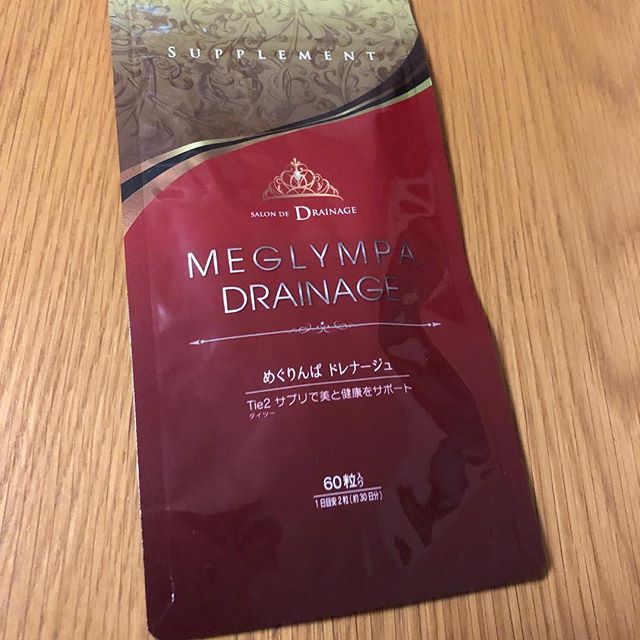 SUPPLEMENT
SALON DE DRAINAGE
MEGLYMPA
DRAINAGE
めぐりんぱ ドレナージュ
Tie2 サプリで美と健康をサポート
タイツー
60粒入り
1日目安2粒(約30日分)